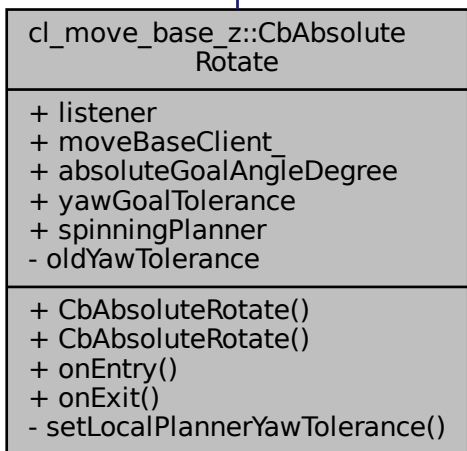 cl_move_base_z::CbAbsolute
Rotate
+ listener
+ moveBaseClient_
+ absoluteGoalAngleDegree
+ yawGoalTolerance
+ spinningPlanner
- oldYawTolerance
+ CbAbsoluteRotate()
+ CbAbsoluteRotate()
+ onEntry()
+ onExit()
- setLocalPlannerYawTolerance()